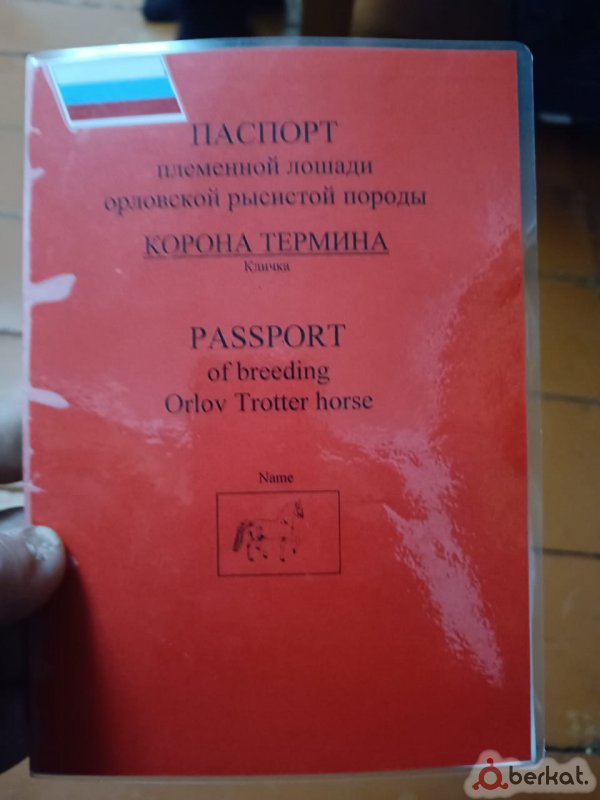 ПАСПОРТ
племенной лошади
орловской рысистой породы
КОРОНА ТЕРМИНА
Кличка
PASSPORT
of breeding
Orlov Trotter horse
Name
berkat.